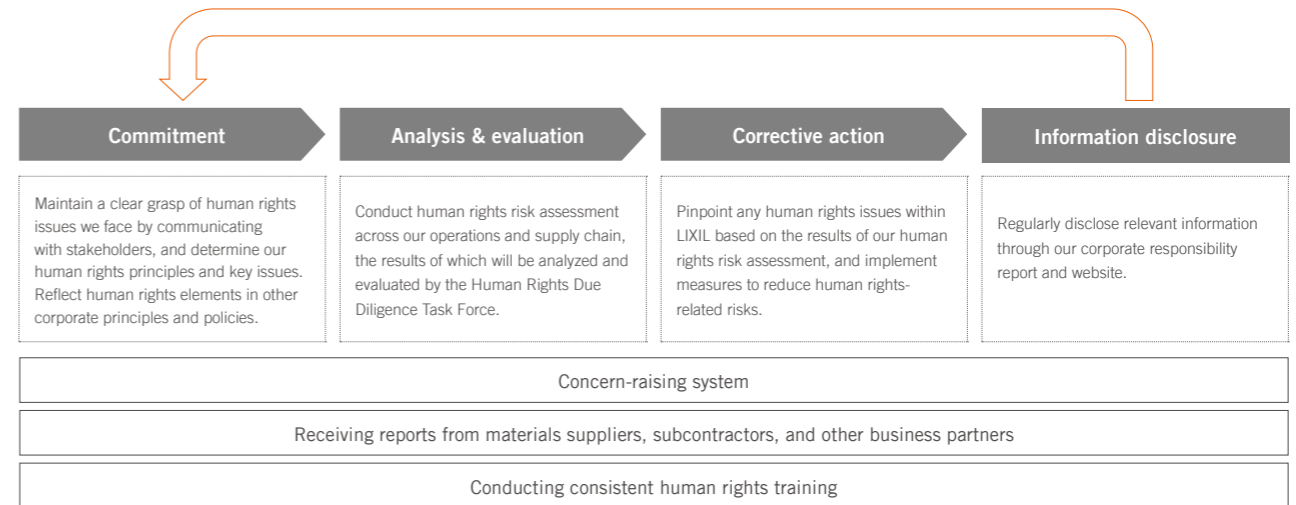 Commitment
Analysis & evaluation
Corrective action
Information disclosure
Maintain a clear grasp of human rights
issues we face by communicating
with stakeholders, and determine our
human rights principles and key issues.
Reflect human rights elements in other
corporate principles and policies.
Conduct human rights risk assessment
across our operations and supply chain,
the results of which will be analyzed and
evaluated by the Human Rights Due
Diligence Task Force.
Pinpoint any human rights issues within
LIXIL based on the results of our human
rights risk assessment, and implement
measures to reduce human rights-
related risks.
Regularly disclose relevant information
through our corporate responsibility
report and website.
Concern-raising system
Receiving reports from materials suppliers, subcontractors, and other business partners
Conducting consistent human rights training